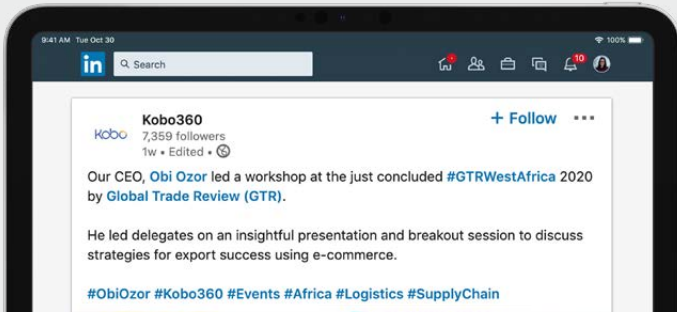 9:41 AM Tue Oct 30 100%
in Search 10
Kobo360 + Follow
Kobo 7,359 followers
1w • Edited •
Our CEO, Obi Ozor led a workshop at the just concluded #GTRWestAfrica 2020
by Global Trade Review (GTR).
He led delegates on an insightful presentation and breakout session to discuss
strategies for export success using e-commerce.
#ObiOzor #Kobo360 #Events #Africa #Logistics #SupplyChain